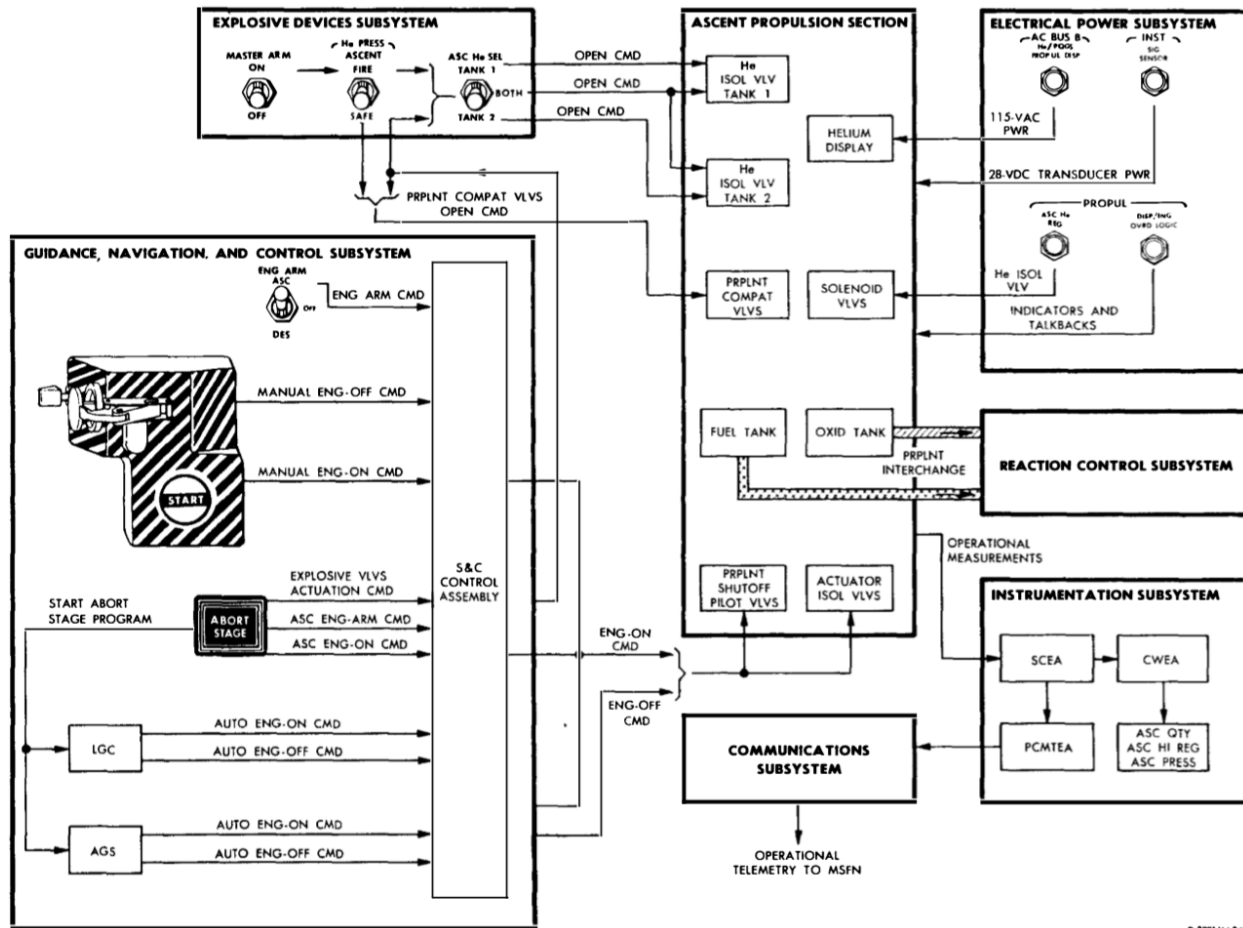 EXPLOSIVE DEVICES SUBSYSTEM
MASTER ARM
ON
OFF
He PRESS
ASCENT
FIRE
SAFE
ASC He SEL
TANK 1
BOTH
TANK 2
OPEN CMD
OPEN CMD
OPEN CMD
PRPLNT COMPAT VLVS
OPEN CMD
ASCENT PROPULSION SECTION
He
ISOL VLV
TANK 1
HELIUM
DISPLAY
He
ISOL VLV
TANK 2
PRPLNT
COMPAT
VLVS
SOLENOID
VLVS
FUEL TANK
OXID TANK
PRPLNT
INTERCHANGE
PRPLNT
SHUTOFF
PILOT VLVS
ACTUATOR
ISOL VLVS
ELECTRICAL POWER SUBSYSTEM
AC BUS B
He/PQGS
PROPUL DISP
INST
SIG
SENSOR
115-VAC
PWR
28-VDC TRANSDUCER PWR
PROPUL
ASC He
REG
DISP/ENG
OVRD LOGIC
He ISOL
VLV
INDICATORS AND
TALKBACKS
REACTION CONTROL SUBSYSTEM
OPERATIONAL
MEASUREMENTS
INSTRUMENTATION SUBSYSTEM
SCEA
CWEA
PCMTEA
ASC QTY
ASC HI REG
ASC PRESS
COMMUNICATIONS
SUBSYSTEM
OPERATIONAL
TELEMETRY TO MSFN
GUIDANCE, NAVIGATION, AND CONTROL SUBSYSTEM
ENG ARM
ASC
OFF
DES
ENG ARM CMD
MANUAL ENG-OFF CMD
MANUAL ENG-ON CMD
START
S&C
CONTROL
ASSEMBLY
EXPLOSIVE VLVS
ACTUATION CMD
START ABORT
STAGE PROGRAM
ABORT
STAGE
ASC ENG-ARM CMD
ASC ENG-ON CMD
LGC
AUTO ENG-ON CMD
AUTO ENG-OFF CMD
AGS
AUTO ENG-ON CMD
AUTO ENG-OFF CMD
ENG-ON
CMD
ENG-OFF
CMD